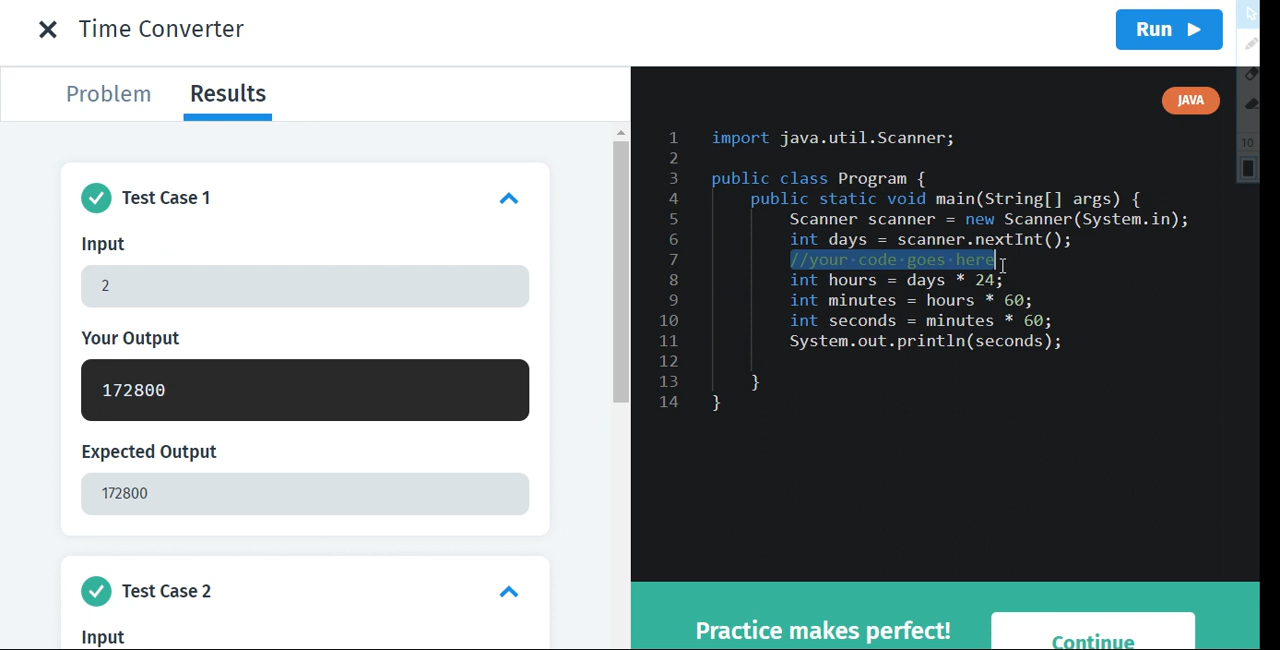 Time Converter
Run
Problem
Results
Test Case 1
Input
2
Your Output
172800
Expected Output
172800
Test Case 2
Input
JAVA
1 import java.util.Scanner;
2
3 public class Program {
4 public static void main(String[] args) {
5 Scanner scanner = new Scanner(System.in);
6 int days = scanner.nextInt();
7 //your code goes here
8 int hours = days * 24;
9 int minutes = hours * 60;
10 int seconds = minutes * 60;
11 System.out.println(seconds);
12
13 }
14 }
Practice makes perfect!
Continue
10